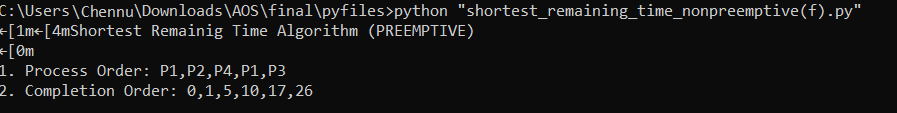 C:\Users\Chennu\Downloads\AOS\final\pyfiles>python "shortest_remaining_time_nonpreemptive(f).py"
←[1m←[4mShortest Remainig Time Algorithm (PREEMPTIVE)
←[0m
1. Process Order: P1,P2,P4,P1,P3
2. Completion Order: 0,1,5,10,17,26